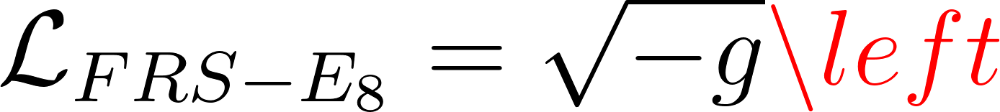 ℒ_{FRS−E_8} = √−g\left